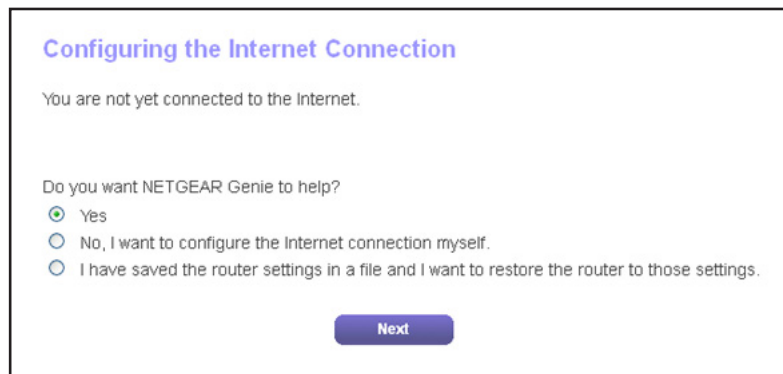 Configuring the Internet Connection
You are not yet connected to the Internet.
Do you want NETGEAR Genie to help?
Yes
No, I want to configure the Internet connection myself.
I have saved the router settings in a file and I want to restore the router to those settings.
Next